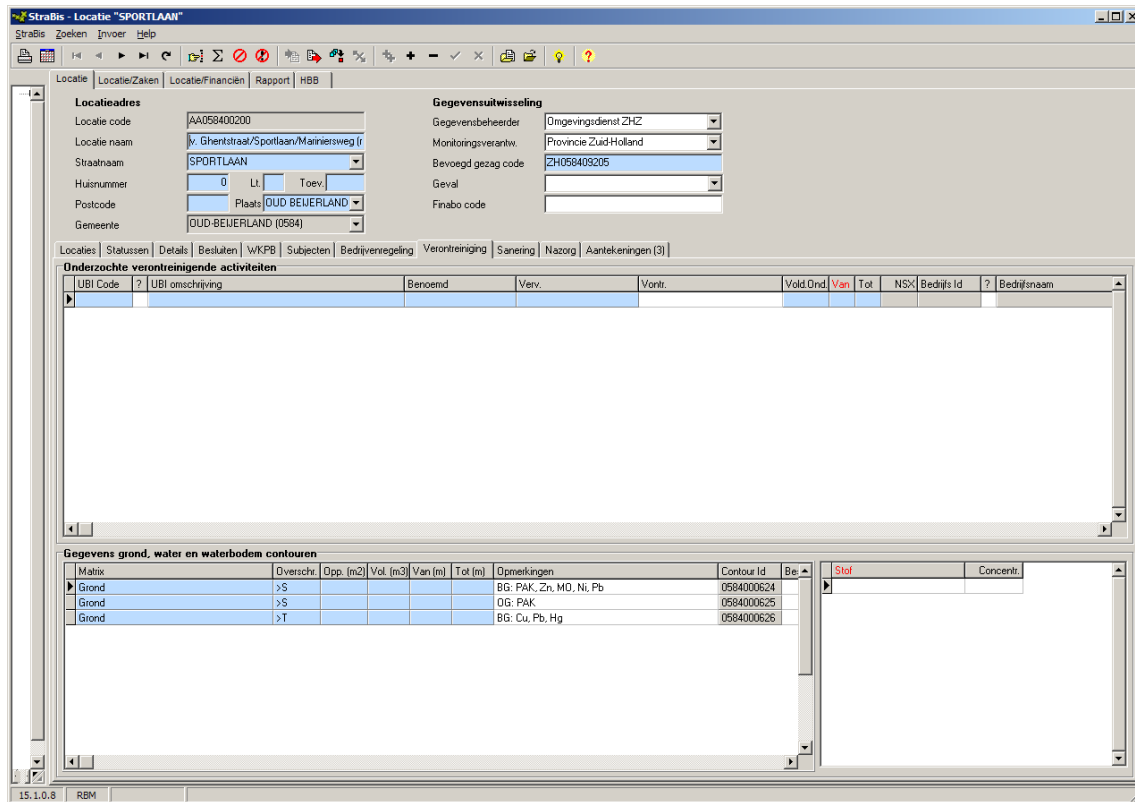 StraBis - Locatie "SPORTLAAN"
StraBis Zoeken Invoer Help
Locatie Locatie/Zaken Locatie/Financiën Rapport HBB
Locatieadres Gegevensuitwisseling
Locatie code AA058400200 Gegevensbeheerder Omgevingsdienst ZHZ
Locatie naam v. Ghentstraat/Sportlaan/Mariniersweg (r Monitoringsverantw. Provincie Zuid-Holland
Straatnaam SPORTLAAN Bevoegd gezag code ZH058409205
Huisnummer 0 Lt. Toev. Geval
Postcode Plaats OUD BEIJERLAND Finabo code
Gemeente OUD-BEIJERLAND (0584)
Locaties Statussen Details Besluiten WKPB Subjecten Bedrijvenregeling Verontreiniging Sanering Nazorg Aantekeningen (3)
Onderzochte verontreinigende activiteiten
UBI Code ? UBI omschrijving Benoemd Verv. Vontr. Vold.Ond. Van Tot NSX Bedrijfs Id ? Bedrijfsnaam
Gegevens grond, water en waterbodem contouren
Matrix Overschr. Opp. (m2) Vol. (m3) Van (m) Tot (m) Opmerkingen Contour Id Be: Stof Concentr.
Grond >S BG: PAK, Zn, MO, Ni, Pb 0584000624
Grond >S OG: PAK 0584000625
Grond >T BG: Cu, Pb, Hg 0584000626
15.1.0.8 RBM